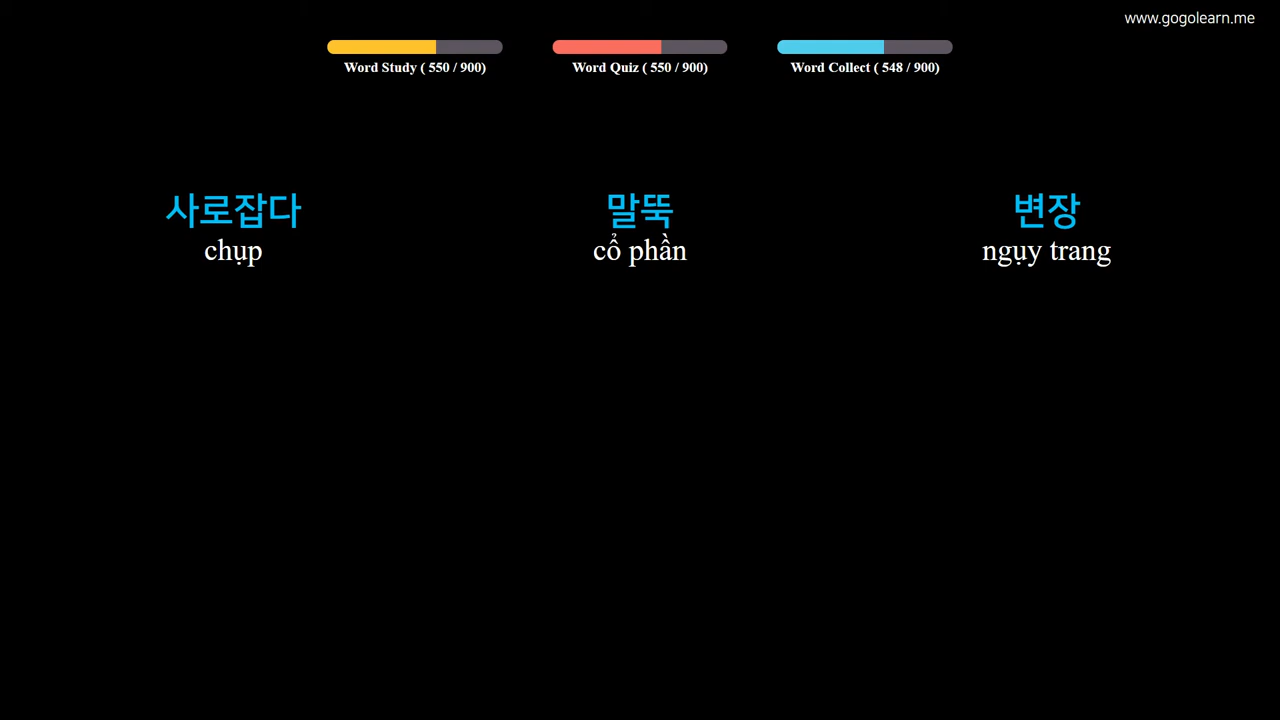 www.gogolearn.me
Word Study ( 550 / 900)
Word Quiz ( 550 / 900)
Word Collect ( 548 / 900)
사로잡다
chụp
말뚝
cổ phần
변장
ngụy trang